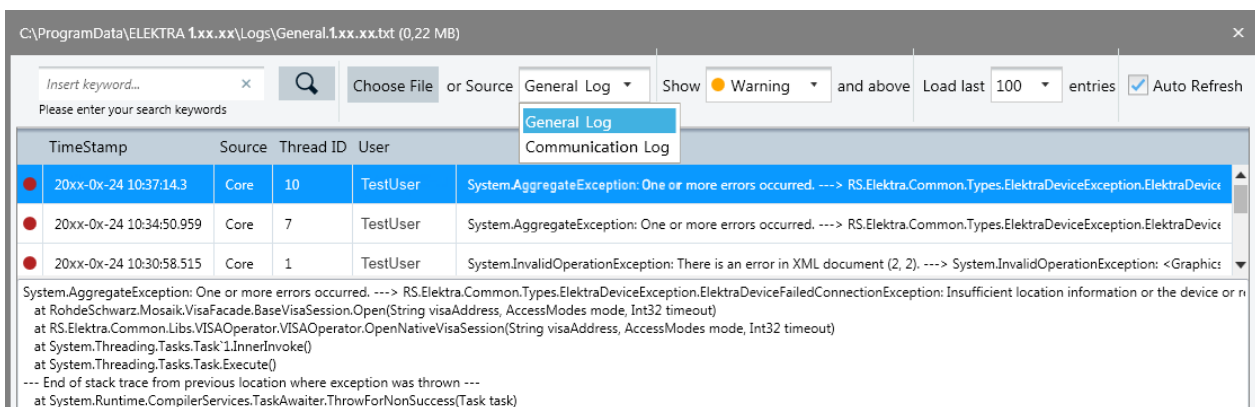 C:\ProgramData\ELEKTRA 1.xx.xx\Logs\General.1.xx.xx.txt (0,22 MB)
Insert keyword... Choose File or Source General Log Show Warning and above Load last 100 entries Auto Refresh
Please enter your search keywords
General Log
Communication Log
TimeStamp Source Thread ID User
20xx-0x-24 10:37:14.3 Core 10 TestUser System.AggregateException: One or more errors occurred. ---> RS.Elektra.Common.Types.ElektraDeviceException.ElektraDevice
20xx-0x-24 10:34:50.959 Core 7 TestUser System.AggregateException: One or more errors occurred. ---> RS.Elektra.Common.Types.ElektraDeviceException.ElektraDevice
20xx-0x-24 10:30:58.515 Core 1 TestUser System.InvalidOperationException: There is an error in XML document (2, 2). ---> System.InvalidOperationException: <Graphics
System.AggregateException: One or more errors occurred. ---> RS.Elektra.Common.Types.ElektraDeviceException.ElektraDeviceFailedConnectionException: Insufficient location information or the device or r
at RohdeSchwarz.Mosaik.VisaFacade.BaseVisaSession.Open(String visaAddress, AccessModes mode, Int32 timeout)
at RS.Elektra.Common.Libs.VISAOperator.VISAOperator.OpenNativeVisaSession(String visaAddress, AccessModes mode, Int32 timeout)
at System.Threading.Tasks.Task`1.InnerInvoke()
at System.Threading.Tasks.Task.Execute()
--- End of stack trace from previous location where exception was thrown ---
at System.Runtime.CompilerServices.TaskAwaiter.ThrowForNonSuccess(Task task)